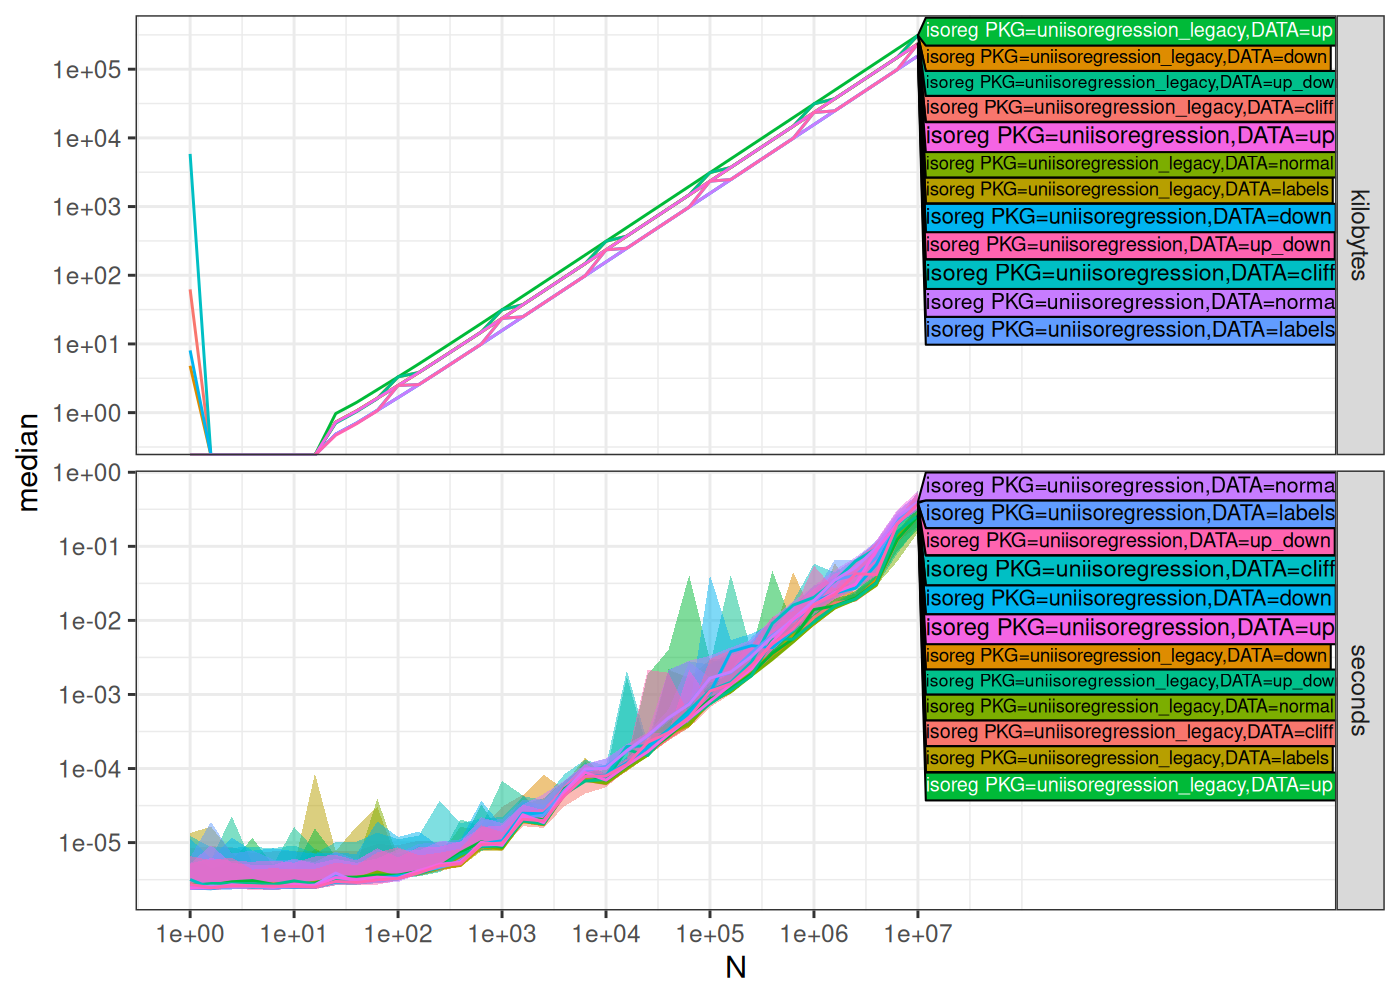 1e+05
1e+04
1e+03
1e+02
1e+01
1e+00
isoreg PKG=uniisoregression_legacy,DATA=up
isoreg PKG=uniisoregression_legacy,DATA=down
isoreg PKG=uniisoregression_legacy,DATA=up_dow
isoreg PKG=uniisoregression_legacy,DATA=cliff
isoreg PKG=uniisoregression,DATA=up
isoreg PKG=uniisoregression_legacy,DATA=normal
isoreg PKG=uniisoregression_legacy,DATA=labels
isoreg PKG=uniisoregression,DATA=down
isoreg PKG=uniisoregression,DATA=up_down
isoreg PKG=uniisoregression,DATA=cliff
isoreg PKG=uniisoregression,DATA=norma
isoreg PKG=uniisoregression,DATA=labels
kilobytes
median
1e+00
1e-01
1e-02
1e-03
1e-04
1e-05
isoreg PKG=uniisoregression,DATA=norma
isoreg PKG=uniisoregression,DATA=labels
isoreg PKG=uniisoregression,DATA=up_down
isoreg PKG=uniisoregression,DATA=cliff
isoreg PKG=uniisoregression,DATA=down
isoreg PKG=uniisoregression,DATA=up
isoreg PKG=uniisoregression_legacy,DATA=down
isoreg PKG=uniisoregression_legacy,DATA=up_dow
isoreg PKG=uniisoregression_legacy,DATA=normal
isoreg PKG=uniisoregression_legacy,DATA=cliff
isoreg PKG=uniisoregression_legacy,DATA=labels
isoreg PKG=uniisoregression_legacy,DATA=up
seconds
1e+00 1e+01 1e+02 1e+03 1e+04 1e+05 1e+06 1e+07
N